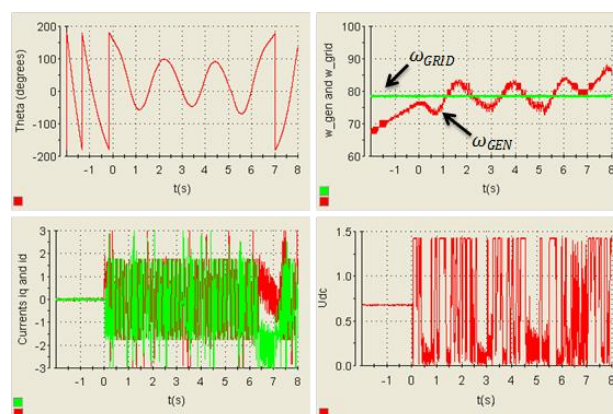 Theta (degrees)
200
100
0
-100
-200
-1 0 1 2 3 4 5 6 7 8
t(s)
w_gen and w_grid
100
90
80
70
60
ωGRID
ωGEN
-1 0 1 2 3 4 5 6 7 8
t(s)
Currents iq and id
3
2
1
0
-1
-2
-3
-1 0 1 2 3 4 5 6 7 8
t(s)
Udc
1.5
1.0
0.5
0.0
-1 0 1 2 3 4 5 6 7 8
t(s)